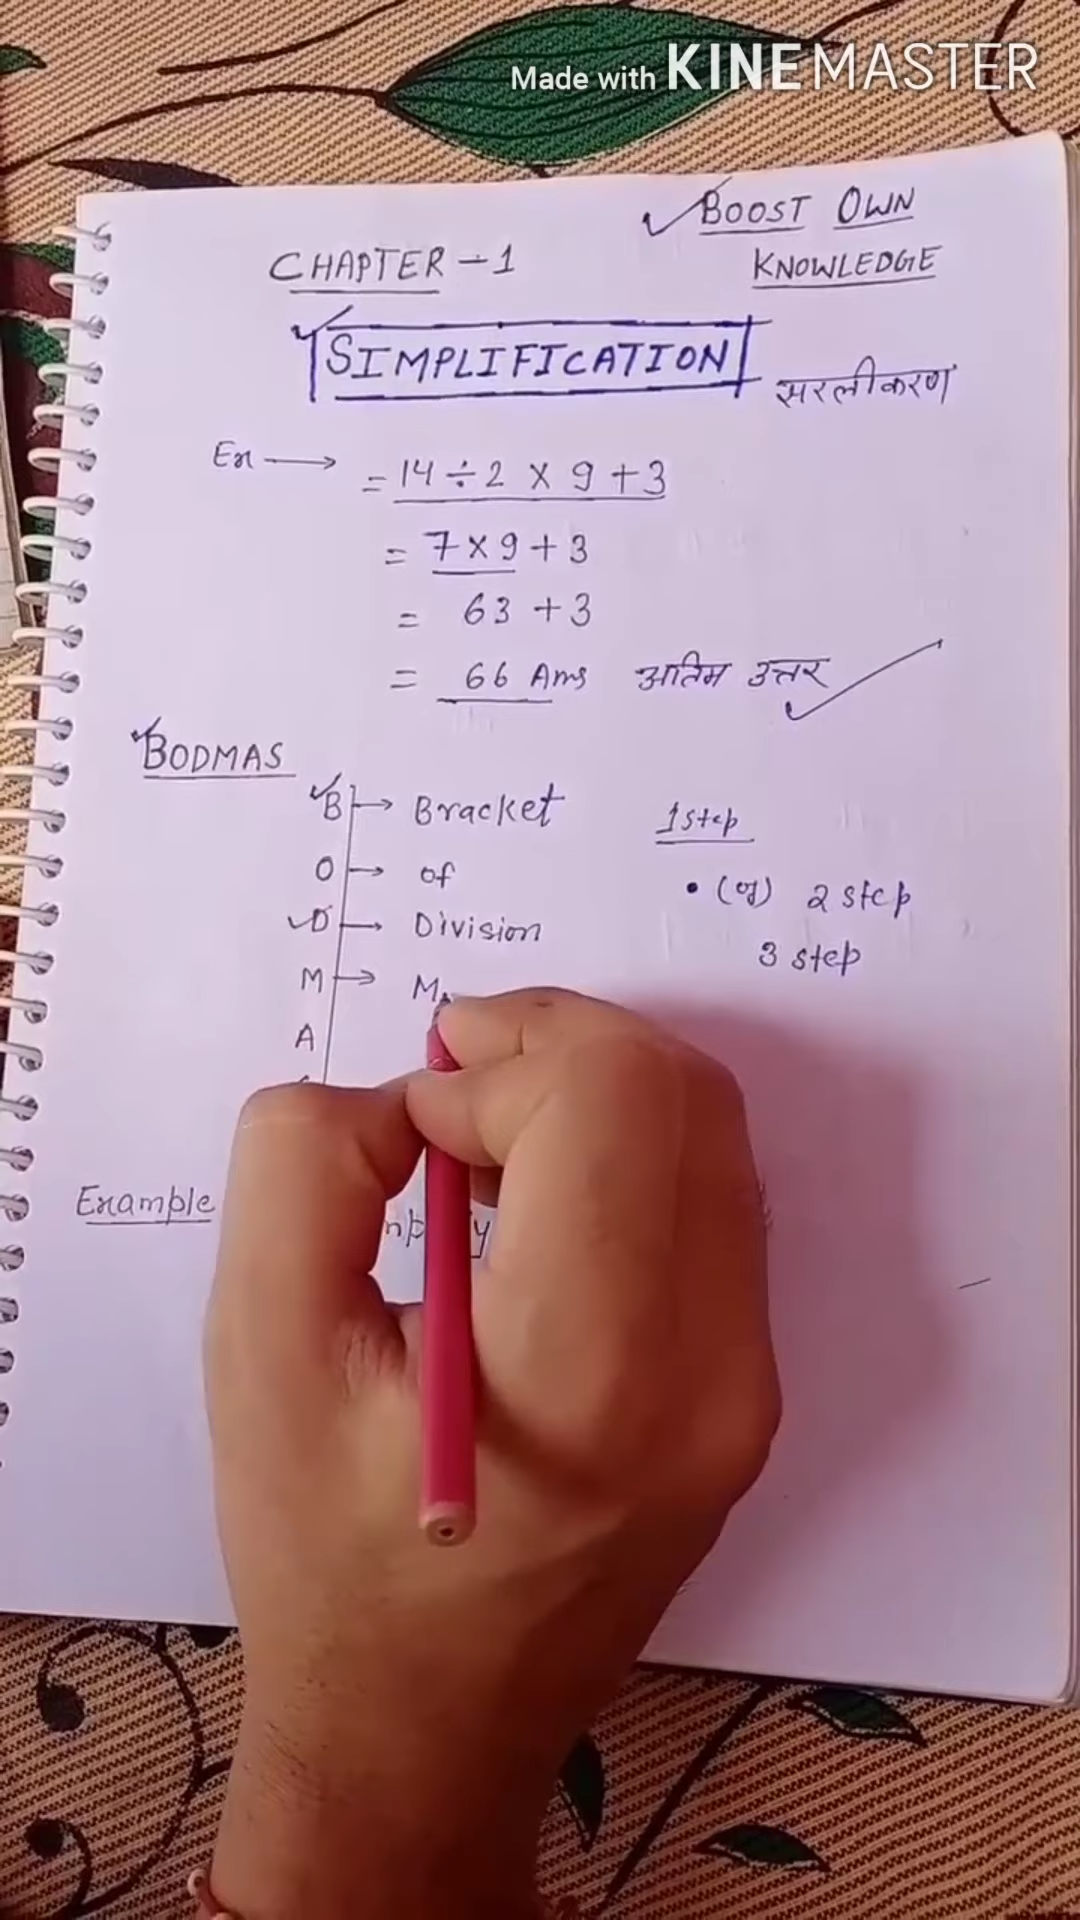 Made with KINEMASTER
BOOST OWN
KNOWLEDGE
CHAPTER - 1
SIMPLIFICATION
सरलीकरण
Ex → = 14 ÷ 2 × 9 + 3
= 7 × 9 + 3
= 63 + 3
= 66 Ans अंतिम उत्तर
BODMAS
B → Bracket
1 step
O → of
• (of) 2 step
D → Division
3 step
M → M
A
Example